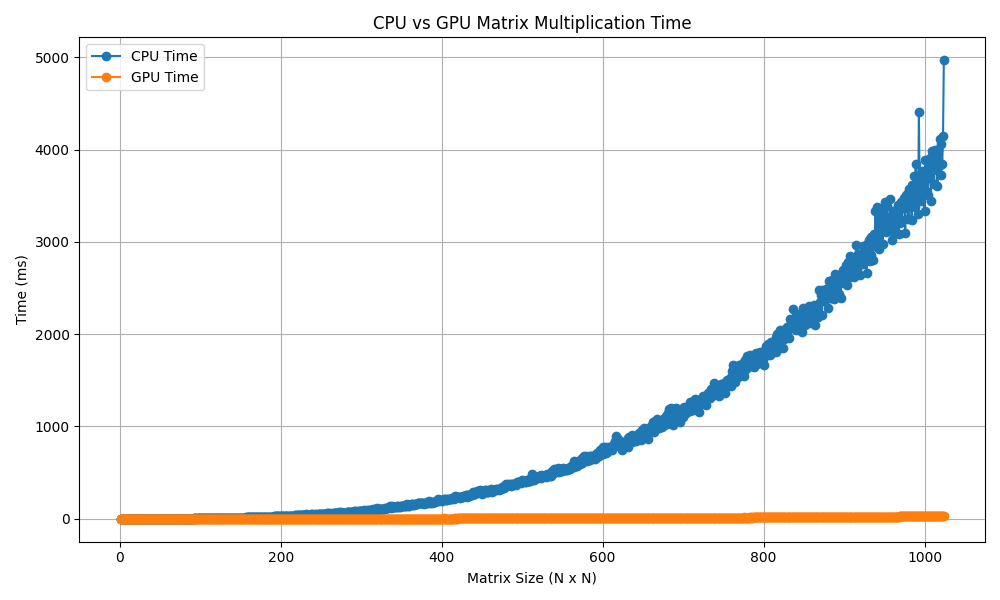 CPU vs GPU Matrix Multiplication Time
CPU Time
GPU Time
5000
4000
3000
2000
1000
0
Time (ms)
0 200 400 600 800 1000
Matrix Size (N x N)